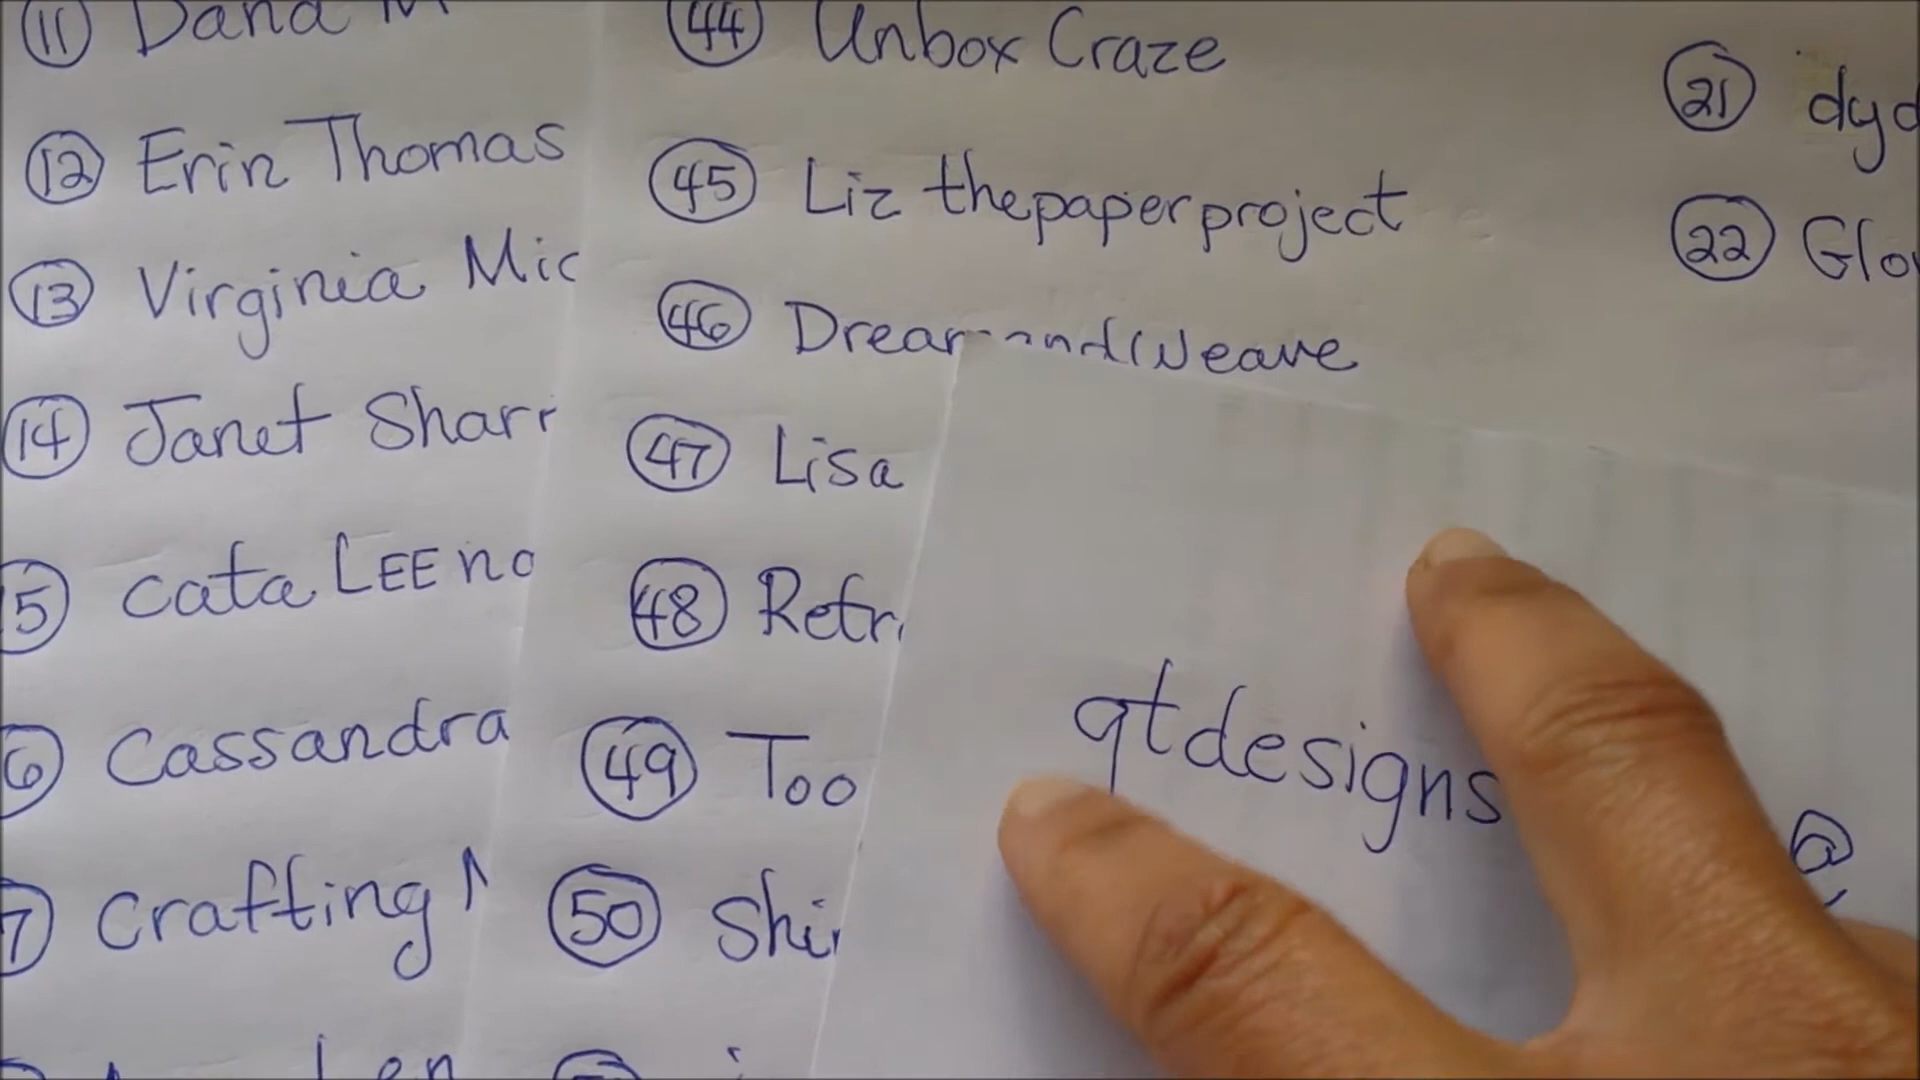 11 Dana M
12 Erin Thomas
13 Virginia Mic
14 Janet Shar
5 cata LEE no
6 Cassandra
7 Crafting
44 Unbox Craze
45 Liz thepaperproject
46 DreamandWeave
47 Lisa
48 Retr
49 Too
50 Shi
21 dyd
22 Glo
qtdesigns